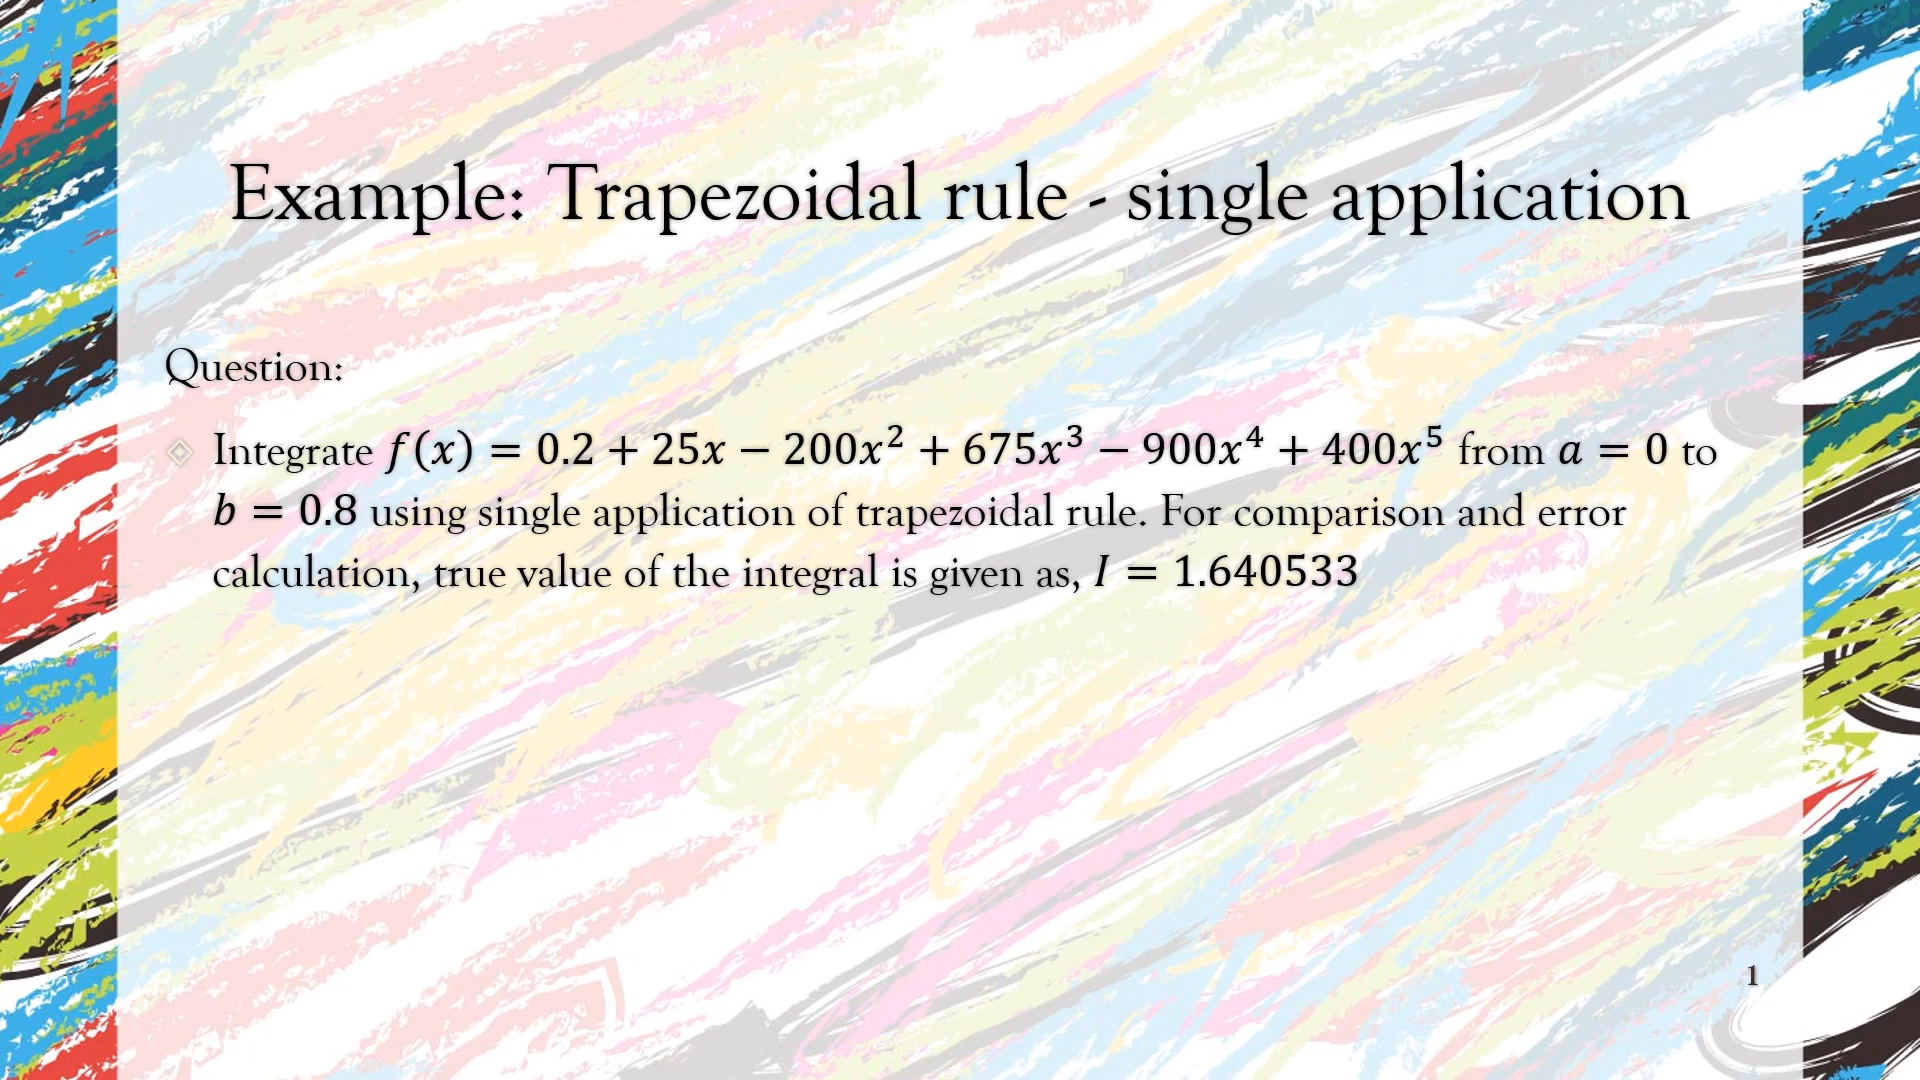 Example: Trapezoidal rule - single application
Question:
Integrate f(x) = 0.2 + 25x − 200x² + 675x³ − 900x⁴ + 400x⁵ from a = 0 to
b = 0.8 using single application of trapezoidal rule. For comparison and error
calculation, true value of the integral is given as, I = 1.640533
1